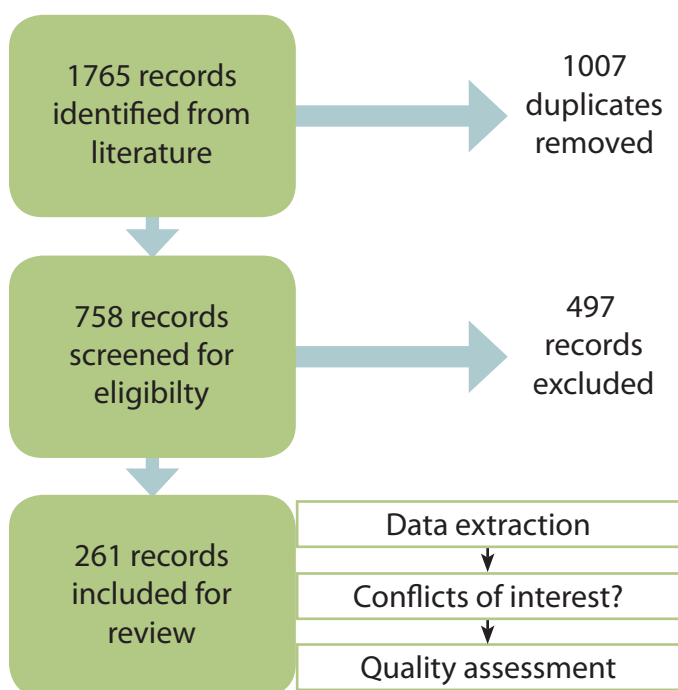 1765 records
identified from
literature
1007
duplicates
removed
758 records
screened for
eligibilty
497
records
excluded
261 records
included for
review
Data extraction
Conflicts of interest?
Quality assessment